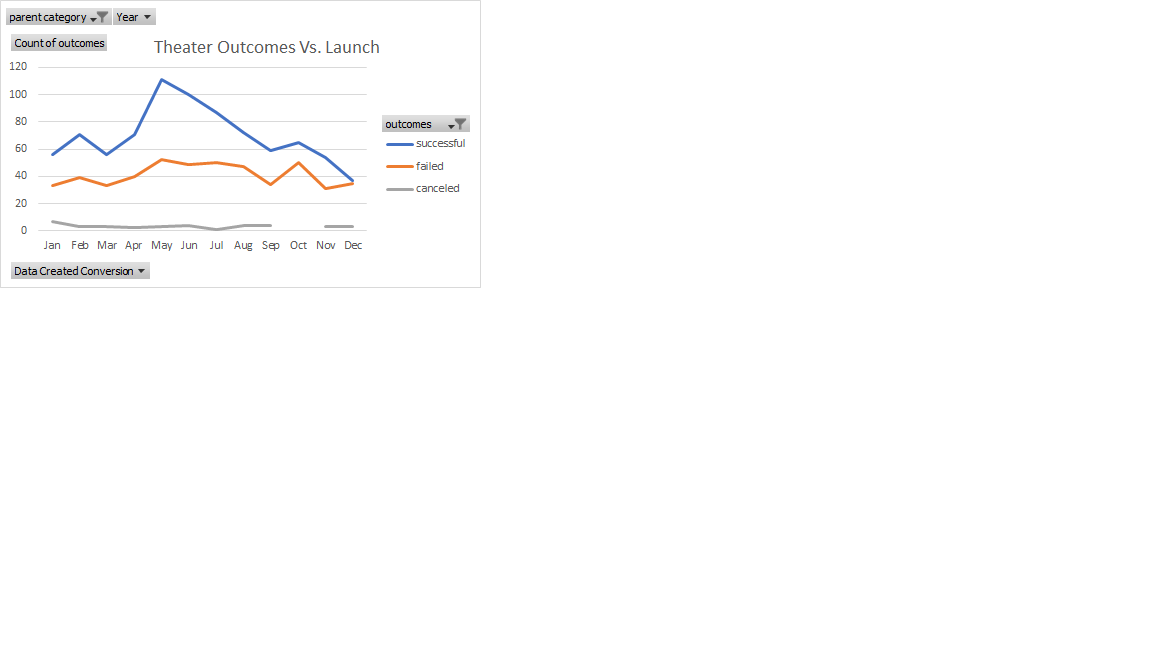 parent category Year
Count of outcomes
Theater Outcomes Vs. Launch
120
100
80
60
40
20
0
Jan Feb Mar Apr May Jun Jul Aug Sep Oct Nov Dec
outcomes
successful
failed
canceled
Data Created Conversion